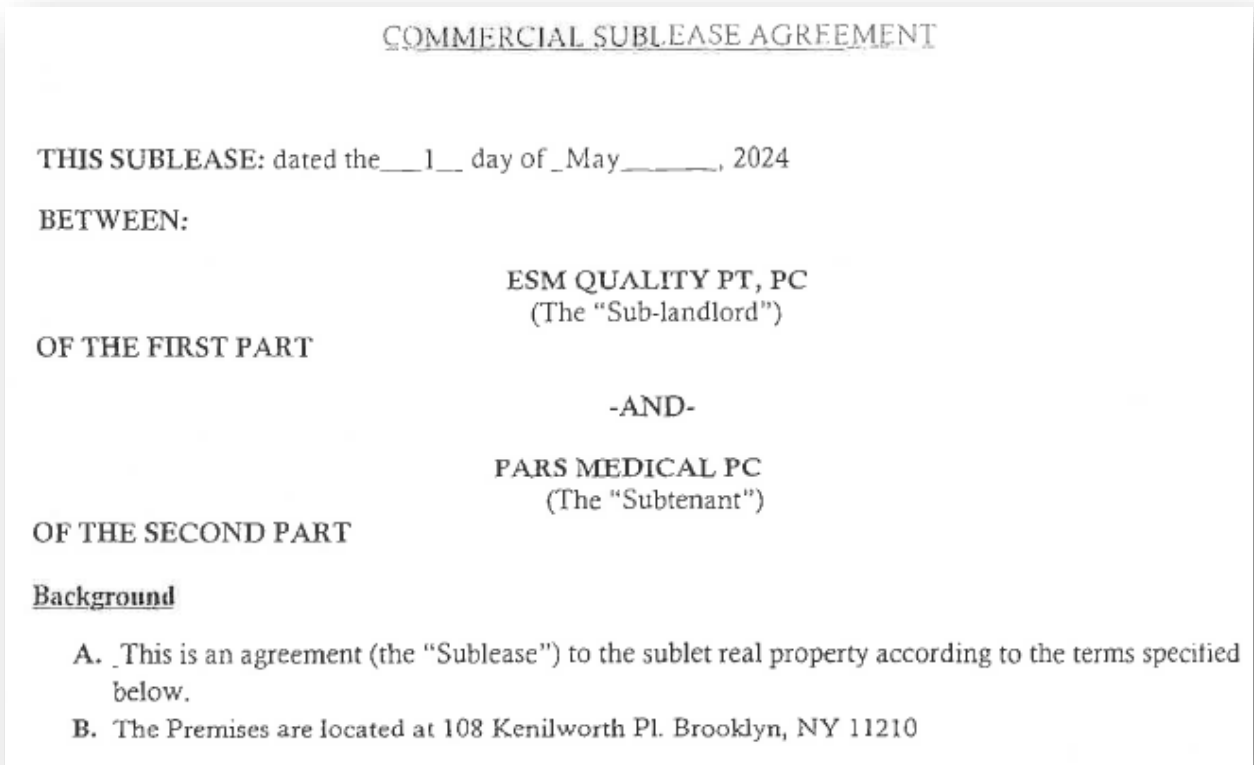 COMMERCIAL SUBLEASE AGREEMENT
THIS SUBLEASE: dated the___1__ day of _May______, 2024
BETWEEN:
ESM QUALITY PT, PC
(The “Sub-landlord”)
OF THE FIRST PART
-AND-
PARS MEDICAL PC
(The “Subtenant”)
OF THE SECOND PART
Background
A. This is an agreement (the “Sublease”) to the sublet real property according to the terms specified
below.
B. The Premises are located at 108 Kenilworth Pl. Brooklyn, NY 11210